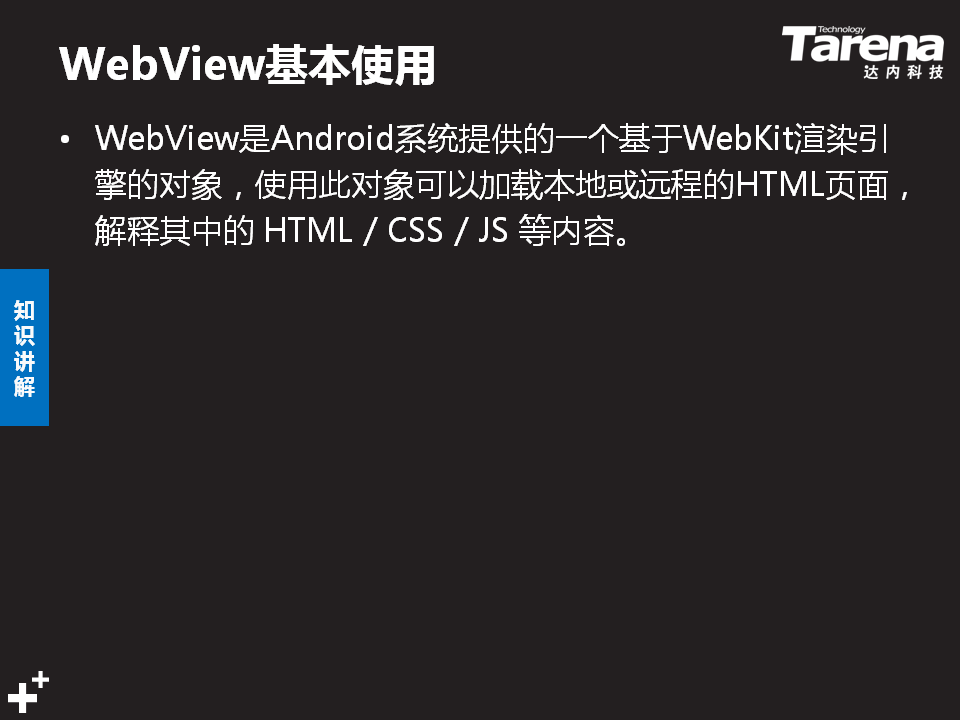 WebView基本使用
Technology
Tarena
达内科技
• WebView是Android系统提供的一个基于WebKit渲染引
擎的对象，使用此对象可以加载本地或远程的HTML页面，
解释其中的 HTML / CSS / JS 等内容。
知
识
讲
解